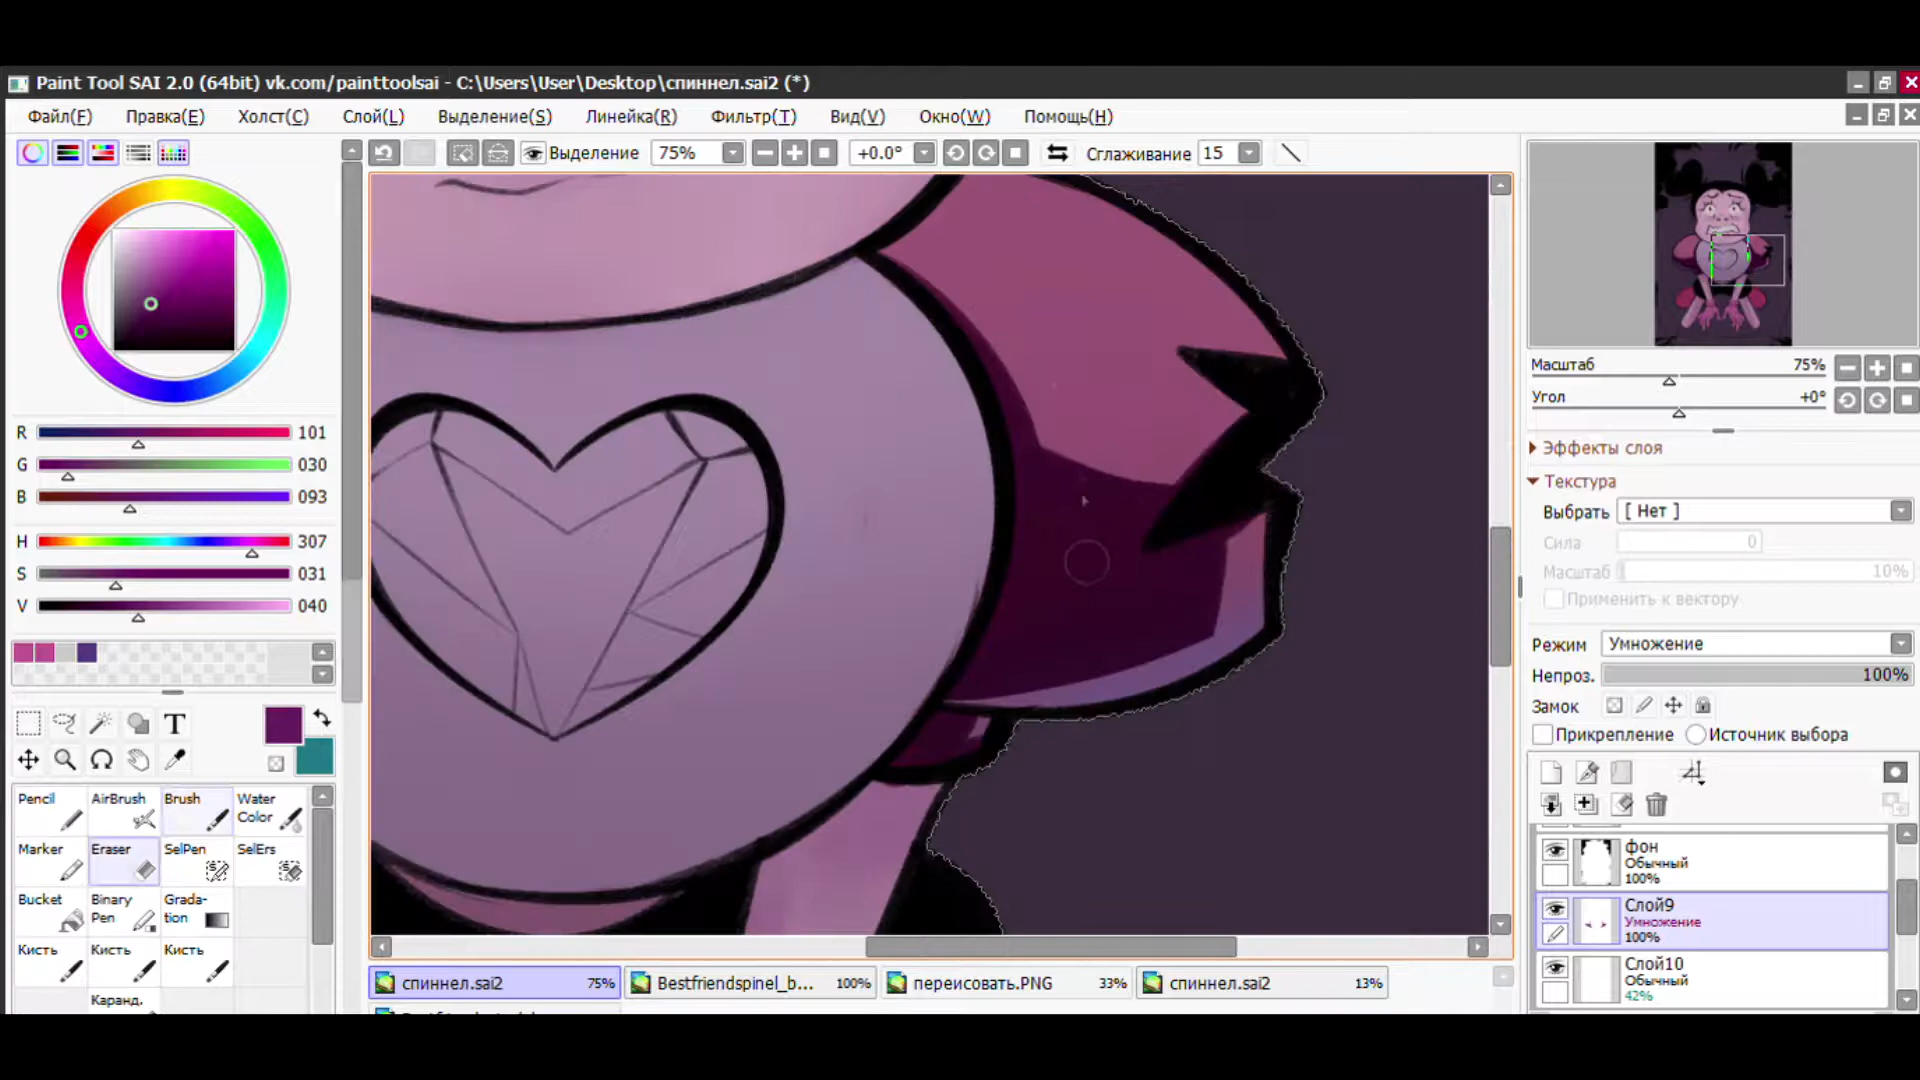 Paint Tool SAI 2.0 (64bit) vk.com/painttoolsai - C:\Users\User\Desktop\спиннел.sai2 (*)
Файл(F) Правка(E) Холст(C) Слой(L) Выделение(S) Линейка(R) Фильтр(T) Вид(V) Окно(W) Помощь(H)
Выделение 75% +0.0° Сглаживание 15
Масштаб 75%
Угол +0°
R 101
G 030
B 093
H 307
S 031
V 040
Эффекты слоя
Текстура
Выбрать [ Нет ]
Сила 0
Масштаб 10%
Применить к вектору
Режим Умножение
Непроз. 100%
Замок
Прикрепление Источник выбора
T
Pencil AirBrush Brush Water Color
Marker Eraser SelPen SelErs
Bucket Binary Pen Grada-tion
Кисть Кисть Кисть
Каранд.
фон
Обычный
100%
Слой9
Умножение
100%
Слой10
Обычный
42%
спиннел.sai2 75% Bestfriendspinel_b... 100% переисовать.PNG 33% спиннел.sai2 13%